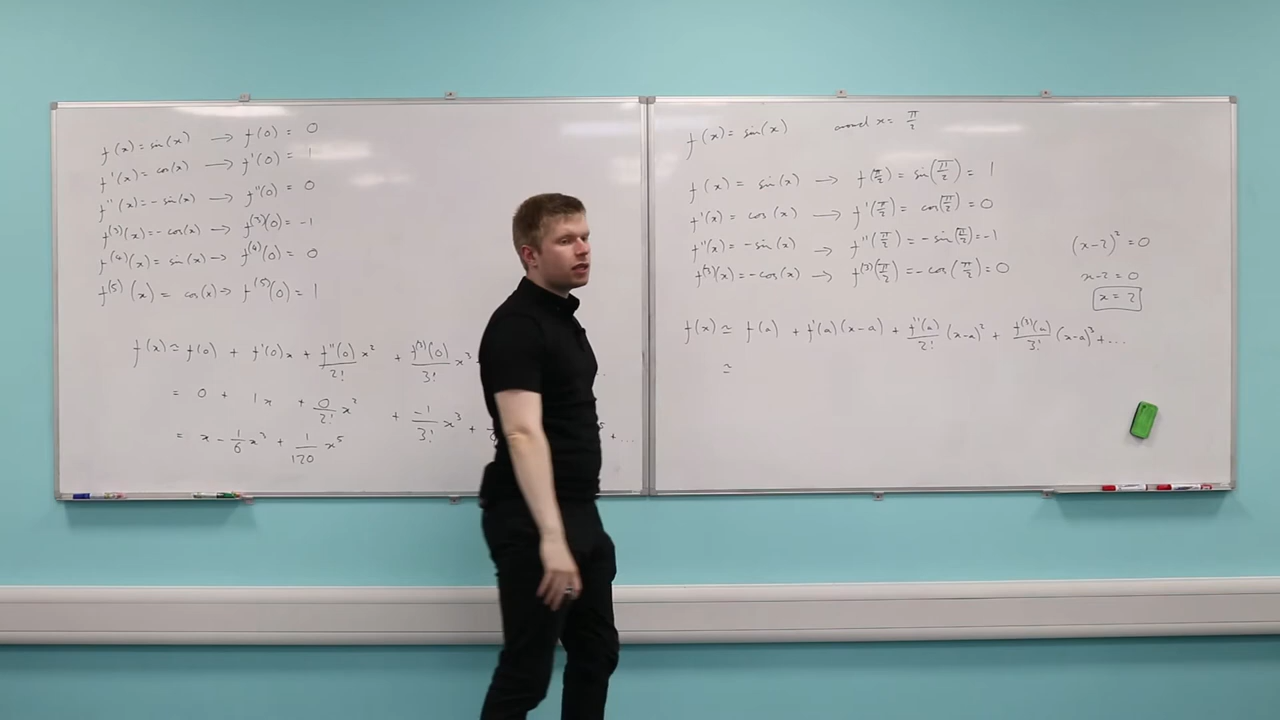 f(x) = sin(x) → f(0) = 0
f'(x) = cos(x) → f'(0) = 1
f''(x) = -sin(x) → f''(0) = 0
f⁽³⁾(x) = -cos(x) → f⁽³⁾(0) = -1
f⁽⁴⁾(x) = sin(x) → f⁽⁴⁾(0) = 0
f⁽⁵⁾(x) = cos(x) → f⁽⁵⁾(0) = 1
f(x) ≃ f(0) + f'(0)x + f''(0)/2! x² + f⁽³⁾(0)/3! x³
= 0 + 1x + 0/2! x² + -1/3! x³ +
= x - 1/6 x³ + 1/120 x⁵
f(x) = sin(x) around x = π/2
f(x) = sin(x) → f(π/2) = sin(π/2) = 1
f'(x) = cos(x) → f'(π/2) = cos(π/2) = 0
f''(x) = -sin(x) → f''(π/2) = -sin(π/2) = -1
f⁽³⁾(x) = -cos(x) → f⁽³⁾(π/2) = -cos(π/2) = 0
f(x) ≃ f(a) + f'(a)(x-a) + f''(a)/2! (x-a)² + f⁽³⁾(a)/3! (x-a)³ + ...
≃
(x-2)² = 0
x-2 = 0
x = 2